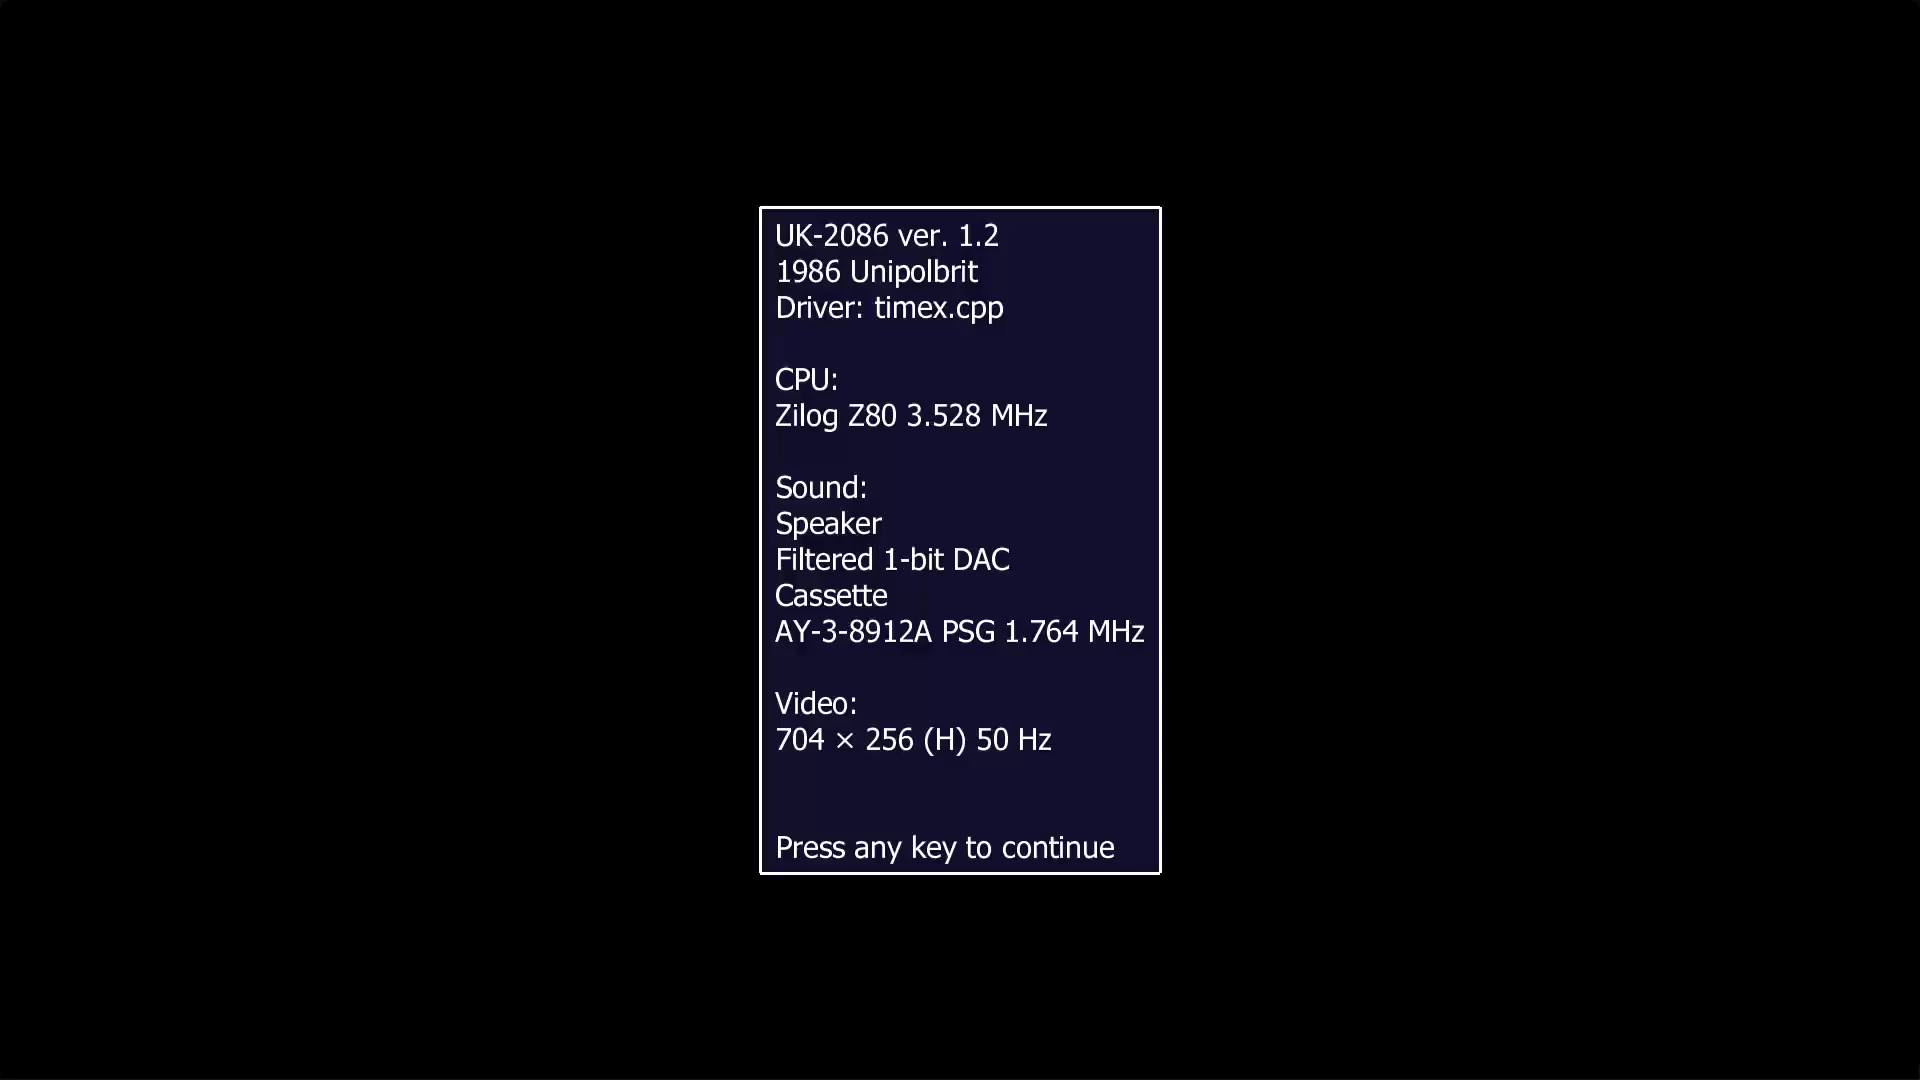 UK-2086 ver. 1.2
1986 Unipolbrit
Driver: timex.cpp
CPU:
Zilog Z80 3.528 MHz
Sound:
Speaker
Filtered 1-bit DAC
Cassette
AY-3-8912A PSG 1.764 MHz
Video:
704 × 256 (H) 50 Hz
Press any key to continue